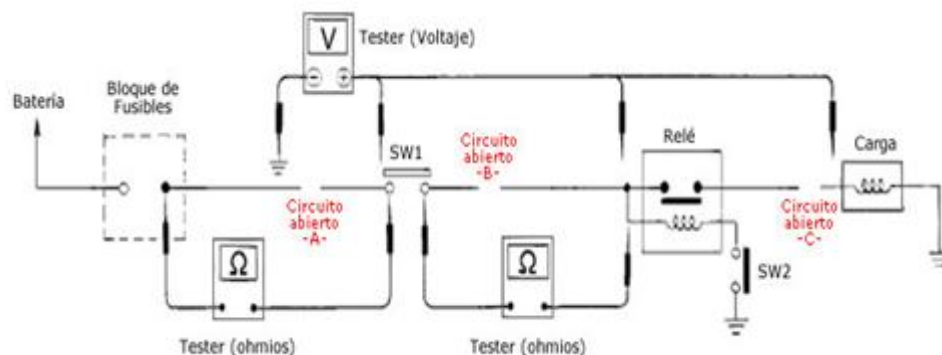 V
Tester (Voltaje)
Bloque de
Fusibles
Batería
SW1
Circuito
abierto
-B-
Relé
Carga
Circuito
abierto
-A-
Circuito
abierto
-C-
Ω
Ω
SW2
Tester (ohmios)
Tester (ohmios)